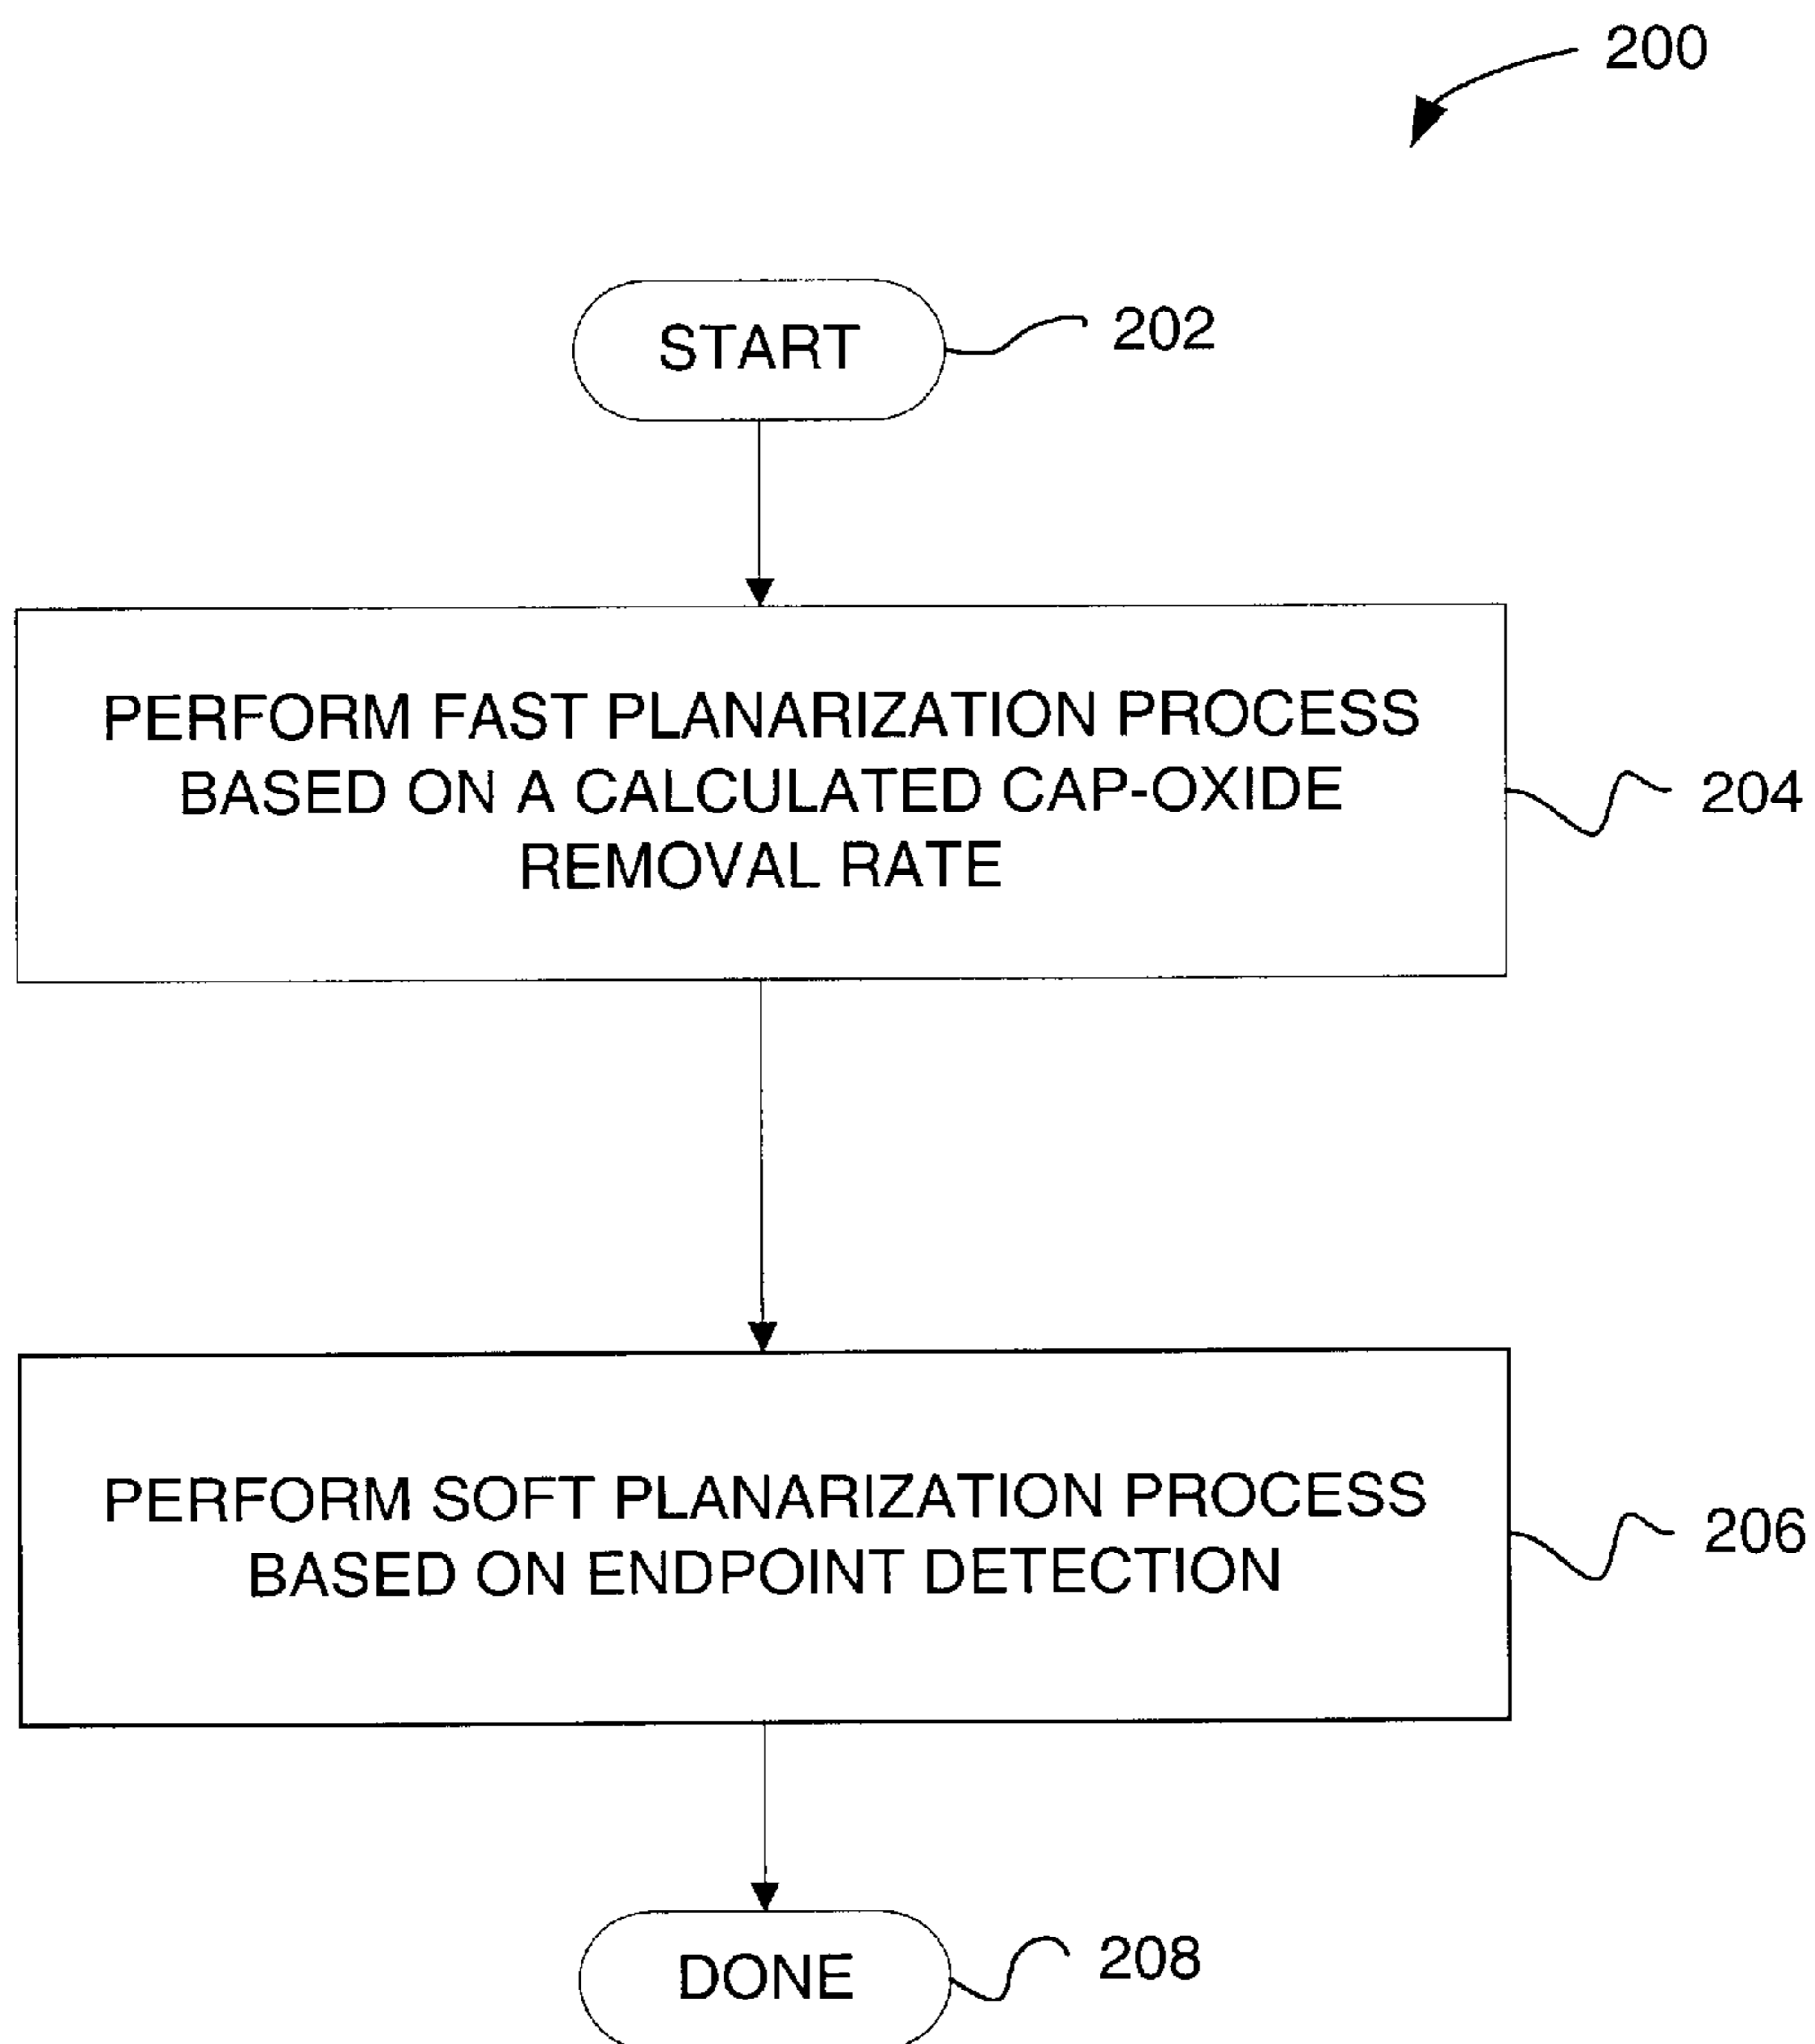 200
START
202
PERFORM FAST PLANARIZATION PROCESS
BASED ON A CALCULATED CAP-OXIDE
REMOVAL RATE
204
PERFORM SOFT PLANARIZATION PROCESS
BASED ON ENDPOINT DETECTION
206
DONE
208